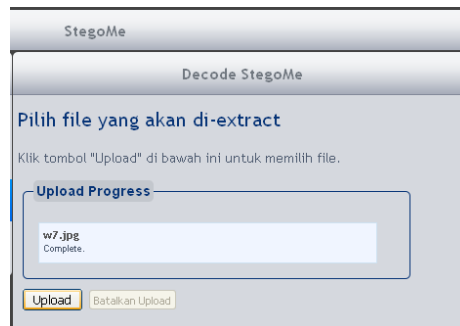 StegoMe
Decode StegoMe
Pilih file yang akan di-extract
Klik tombol "Upload" di bawah ini untuk memilih file.
Upload Progress
w7.jpg
Complete.
Upload Batalkan Upload